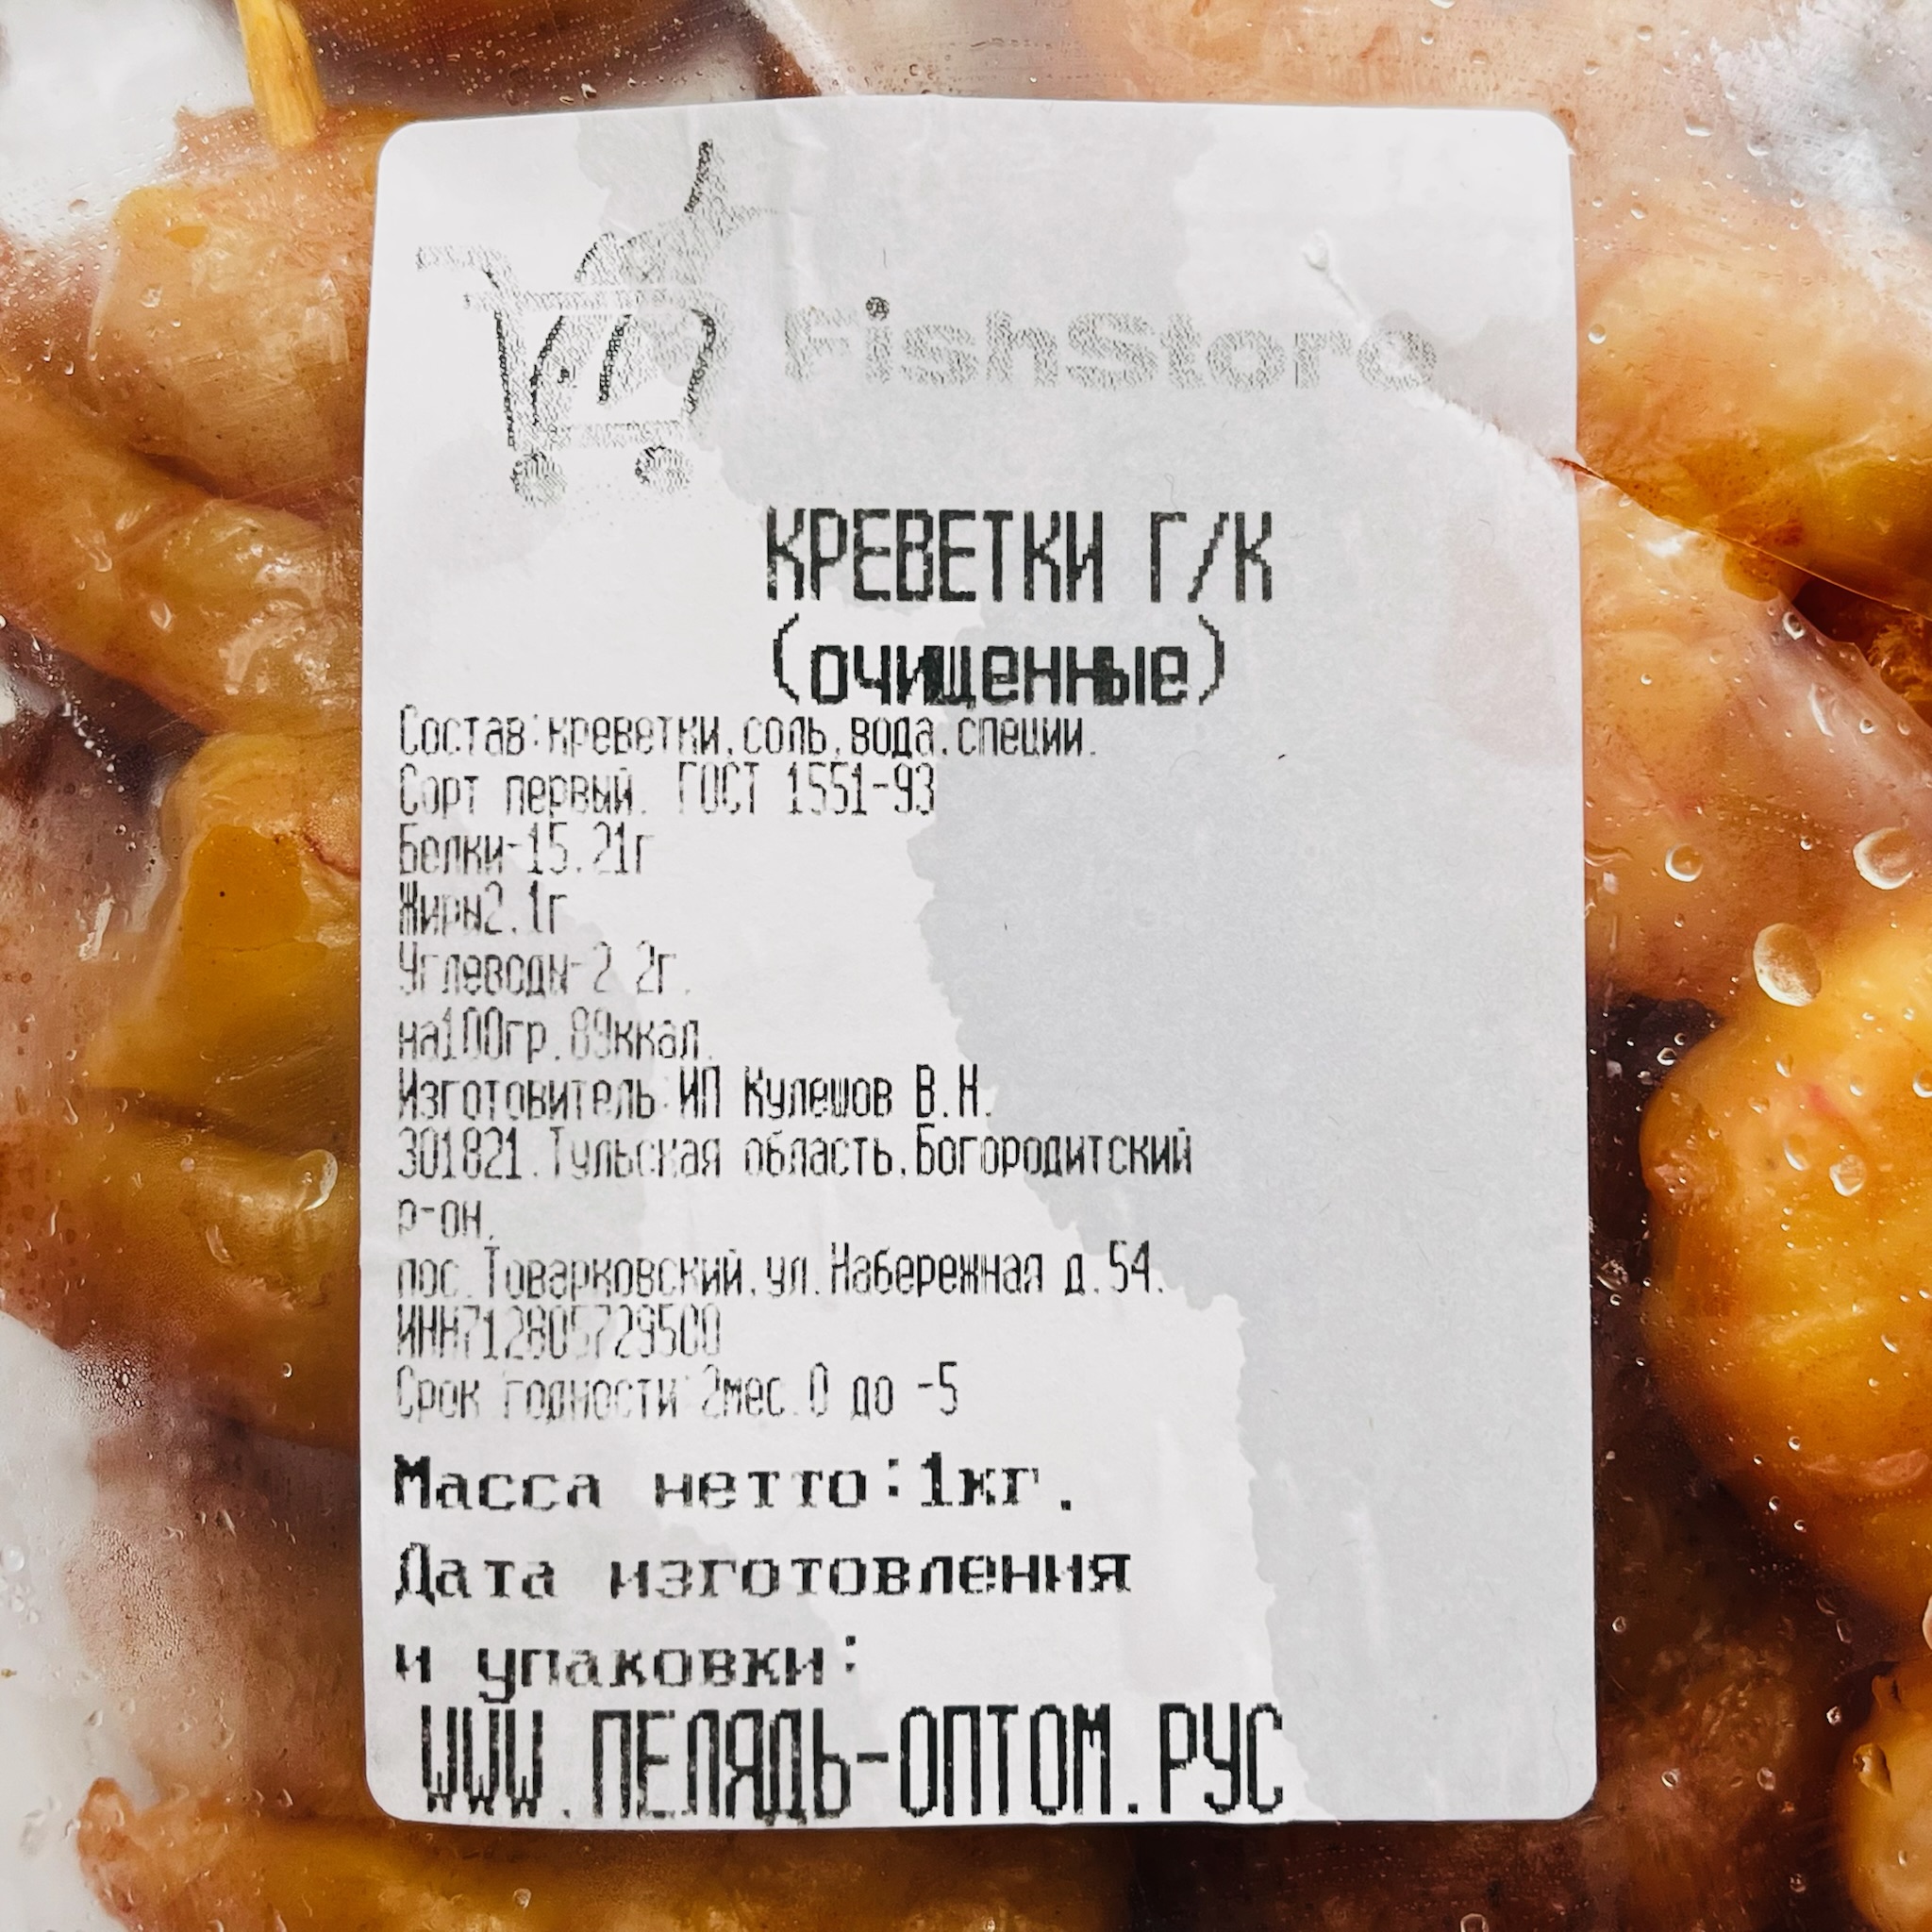 FishStore
КРЕВЕТКИ Г/К
(очищенные)
Состав:креветки,соль,вода,специи.
Сорт первый. ГОСТ 1551-93
Белки-15.21г
Жиры2.1г
Углеводы-2.2г.
на100гр.89ккал.
Изготовитель:ИП Кулешов В.Н.
301821.Тульская область,Богородитский
р-он,
пос.Товарковский,ул.Набережная д.54.
ИНН712805729500
Срок годности:2мес.0 до -5
Масса нетто:1кг.
Дата изготовления
и упаковки:
WWW.ПЕЛЯДЬ-ОПТОМ.РУС